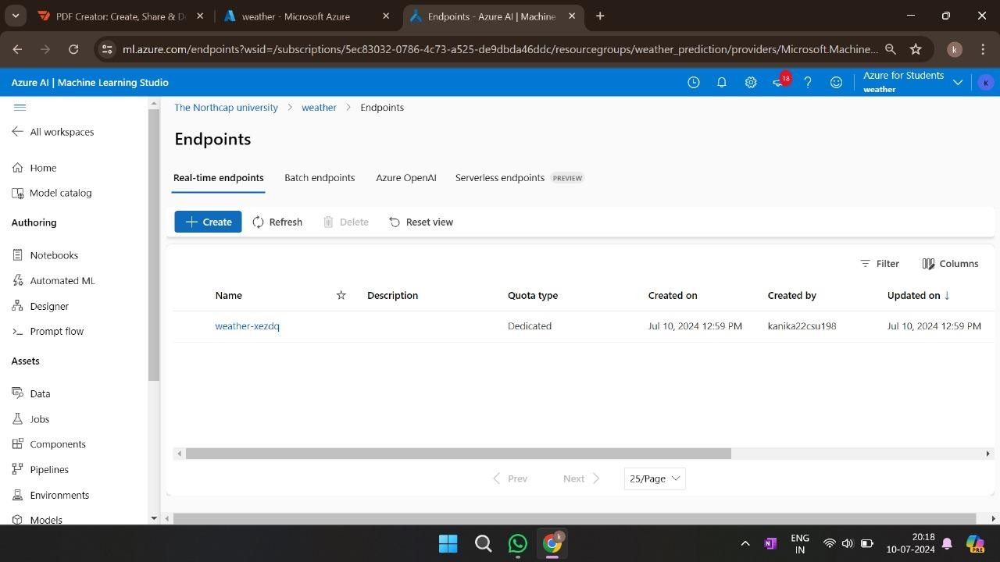 PDF Creator: Create, Share & D
weather - Microsoft Azure
Endpoints - Azure AI | Machine
ml.azure.com/endpoints?wsid=/subscriptions/5ec83032-0786-4c73-a525-de9dbda46ddc/resourcegroups/weather_prediction/providers/Microsoft.Machine...
k
Azure AI | Machine Learning Studio
18
Azure for Students
weather
K
All workspaces
Home
Model catalog
Authoring
Notebooks
Automated ML
Designer
Prompt flow
Assets
Data
Jobs
Components
Pipelines
Environments
Models
The Northcap university > weather > Endpoints
Endpoints
Real-time endpoints Batch endpoints Azure OpenAI Serverless endpoints PREVIEW
Create Refresh Delete Reset view
Filter Columns
Name Description Quota type Created on Created by Updated on
weather-xezdq Dedicated Jul 10, 2024 12:59 PM kanika22csu198 Jul 10, 2024 12:59 PM
Prev Next 25/Page
k
ENG
IN
20:18
10-07-2024
PRE